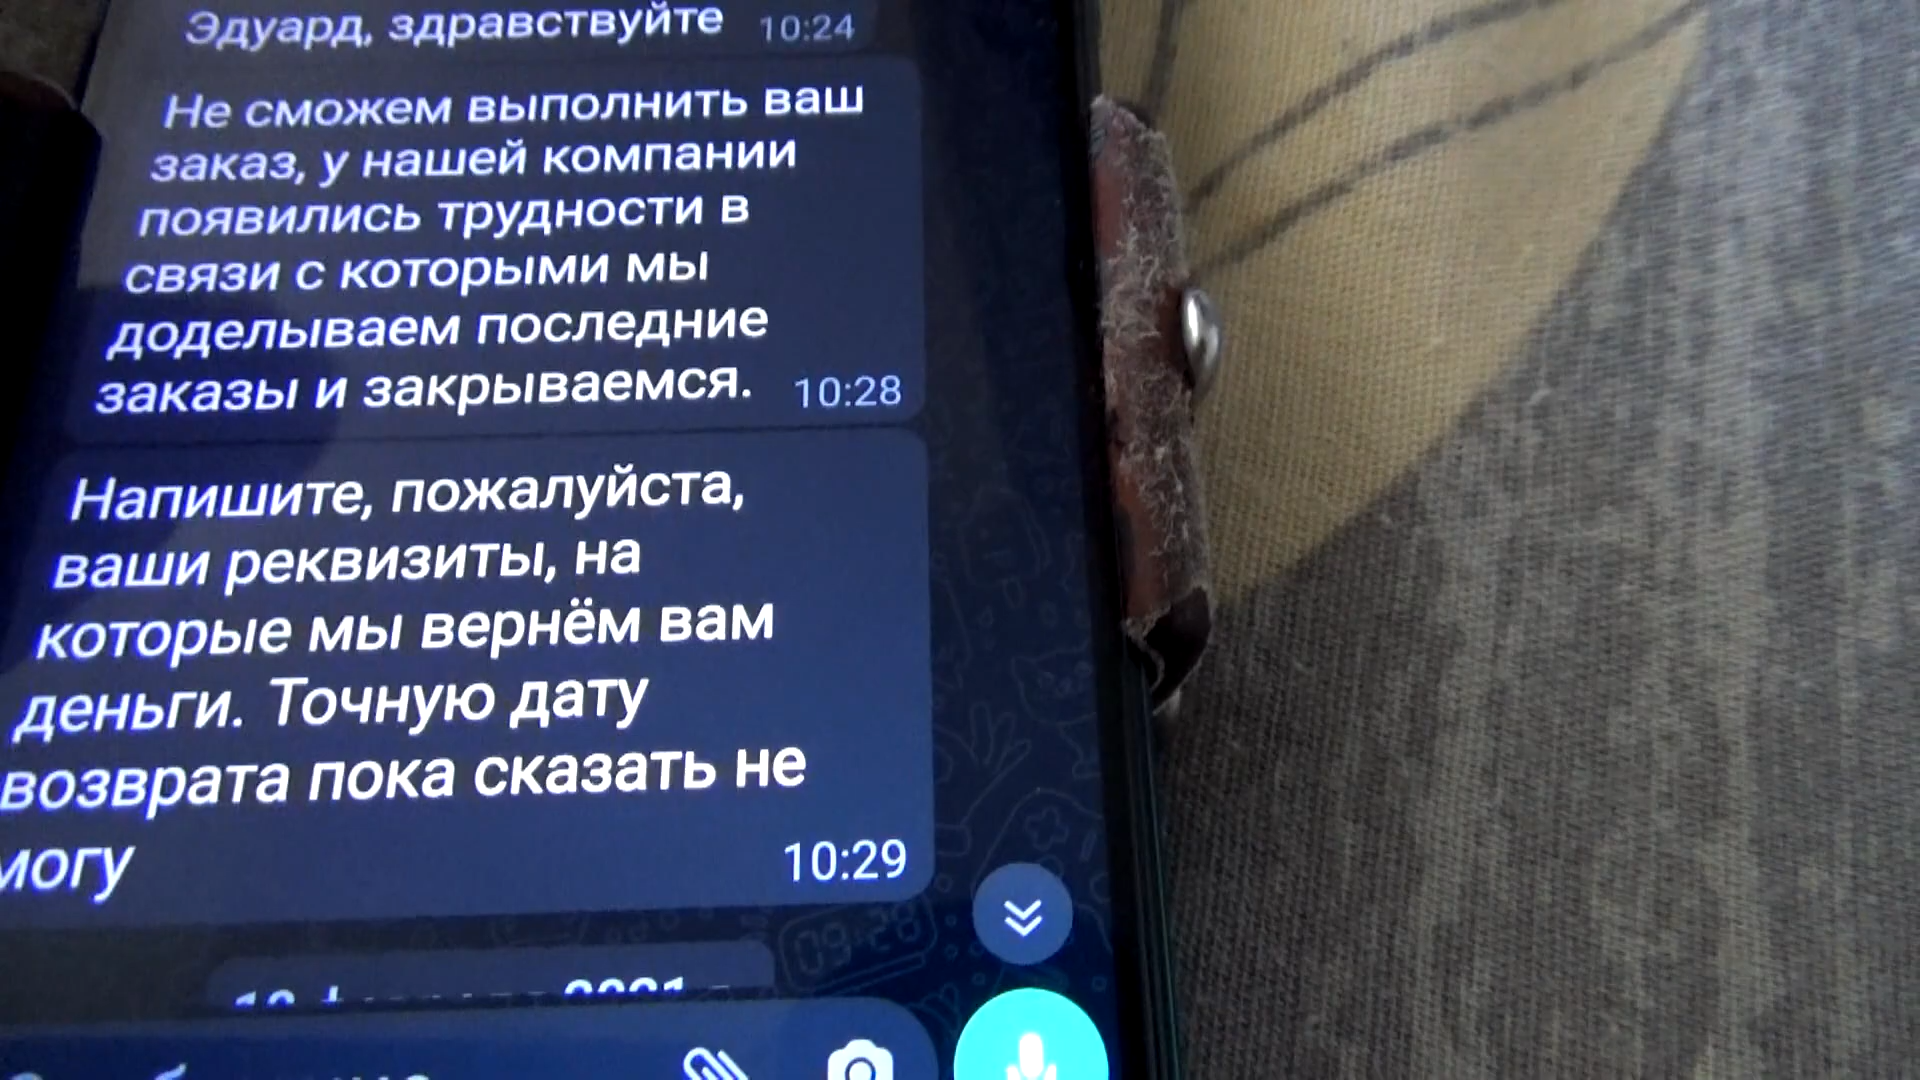 Эдуард, здравствуйте 10:24
Не сможем выполнить ваш
заказ, у нашей компании
появились трудности в
связи с которыми мы
доделываем последние
заказы и закрываемся. 10:28
Напишите, пожалуйста,
ваши реквизиты, на
которые мы вернём вам
деньги. Точную дату
возврата пока сказать не
могу 10:29
09:28